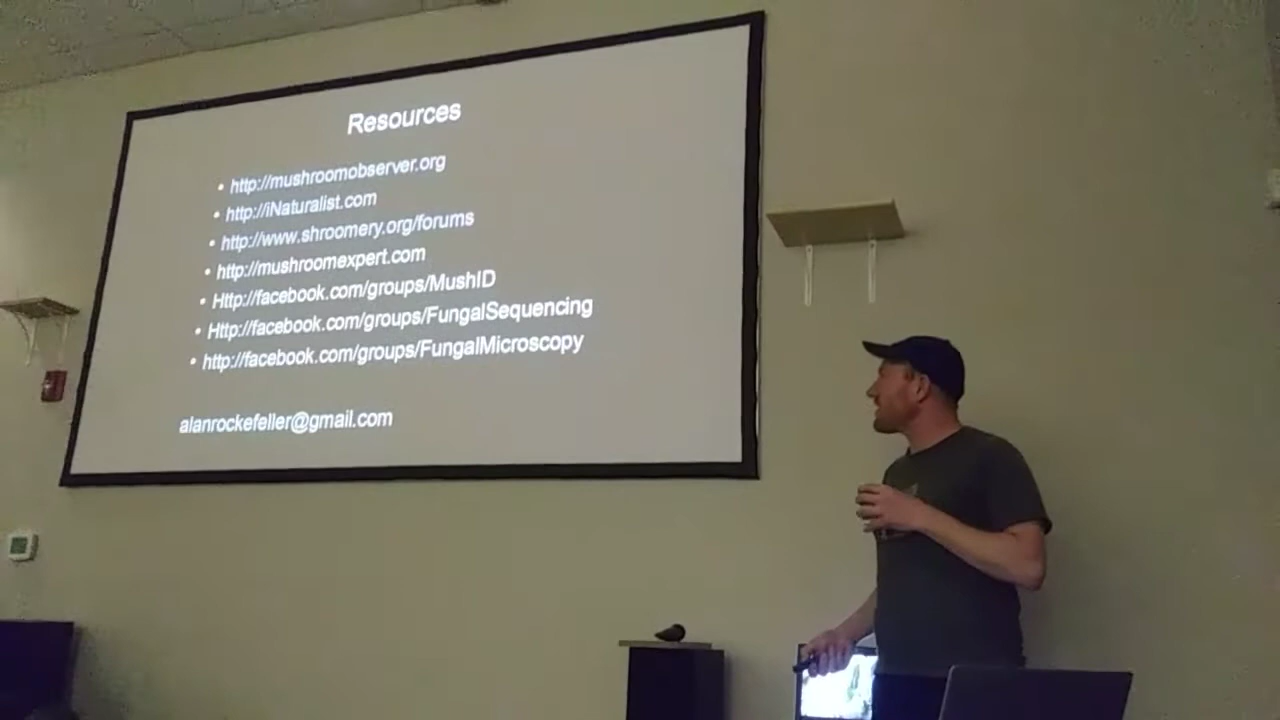 Resources
• http://mushroomobserver.org
• http://iNaturalist.com
• http://www.shroomery.org/forums
• http://mushroomexpert.com
• Http://facebook.com/groups/MushID
• Http://facebook.com/groups/FungalSequencing
• http://facebook.com/groups/FungalMicroscopy
alanrockefeller@gmail.com